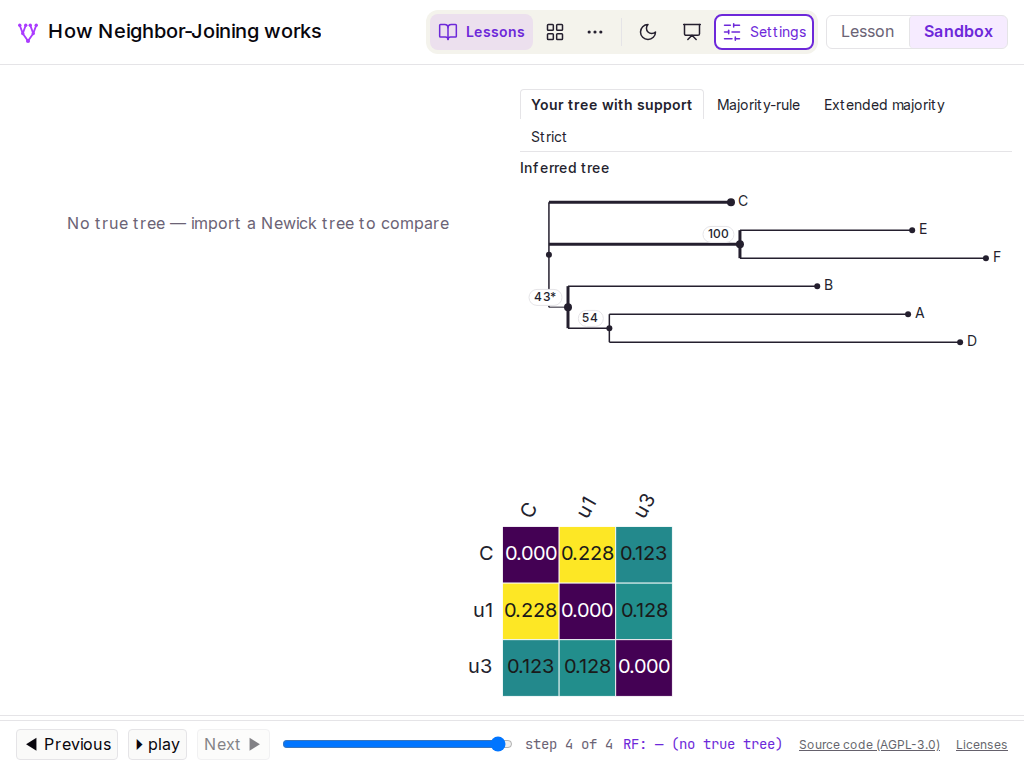 How Neighbor-Joining works
Lessons
Settings
Lesson
Sandbox
Your tree with support
Majority-rule
Extended majority
Strict
Inferred tree
No true tree — import a Newick tree to compare
C
100
E
F
43*
B
54
A
D
C u1 u3
C 0.000 0.228 0.123
u1 0.228 0.000 0.128
u3 0.123 0.128 0.000
◀ Previous
⏵ play
Next ▶
step 4 of 4
RF: — (no true tree)
Source code (AGPL-3.0)
Licenses